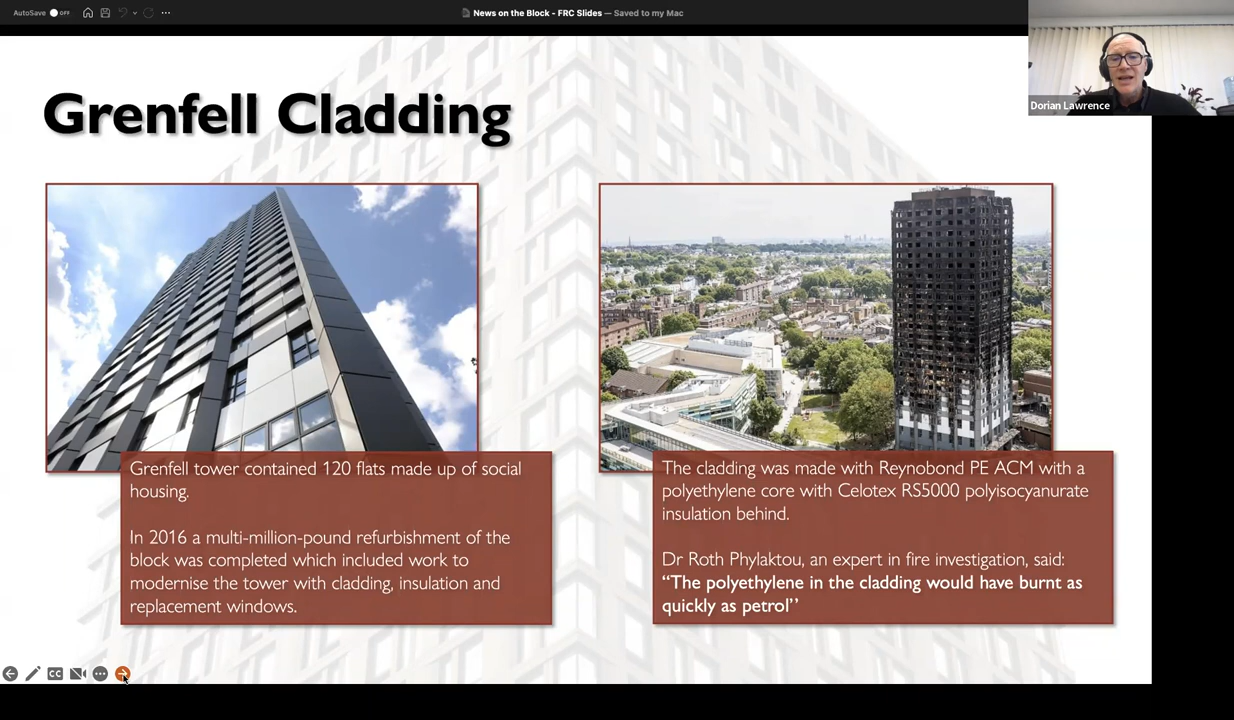 AutoSave OFF
News on the Block - FRC Slides — Saved to my Mac
Dorian Lawrence
Grenfell Cladding
Grenfell tower contained 120 flats made up of social
housing.
In 2016 a multi-million-pound refurbishment of the
block was completed which included work to
modernise the tower with cladding, insulation and
replacement windows.
The cladding was made with Reynobond PE ACM with a
polyethylene core with Celotex RS5000 polyisocyanurate
insulation behind.
Dr Roth Phylaktou, an expert in fire investigation, said:
“The polyethylene in the cladding would have burnt as
quickly as petrol”
CC